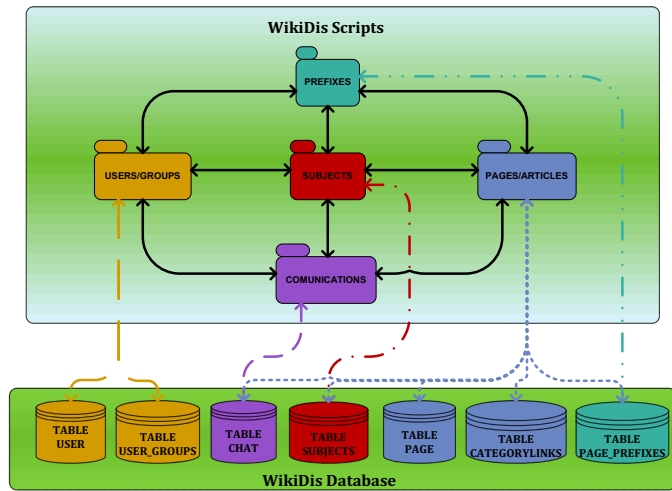 WikiDis Scripts
PREFIXES
USERS/GROUPS
SUBJECTS
PAGES/ARTICLES
COMUNICATIONS
TABLE
USER
TABLE
USER_GROUPS
TABLE
CHAT
TABLE
SUBJECTS
TABLE
PAGE
TABLE
CATEGORYLINKS
TABLE
PAGE_PREFIXES
WikiDis Database